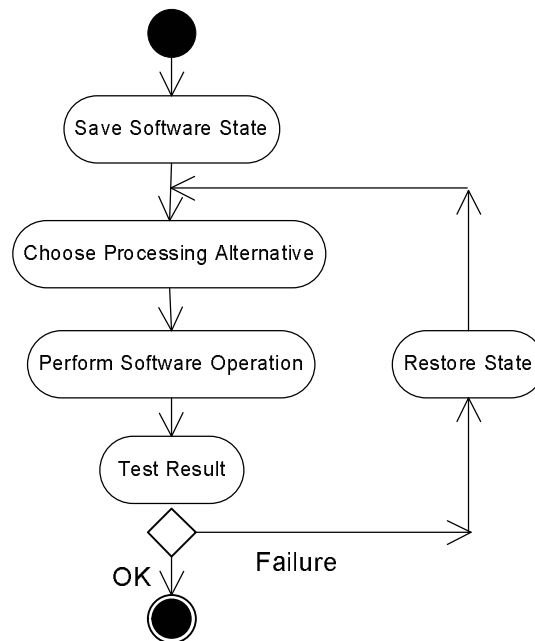 Save Software State
Choose Processing Alternative
Perform Software Operation
Restore State
Test Result
Failure
OK